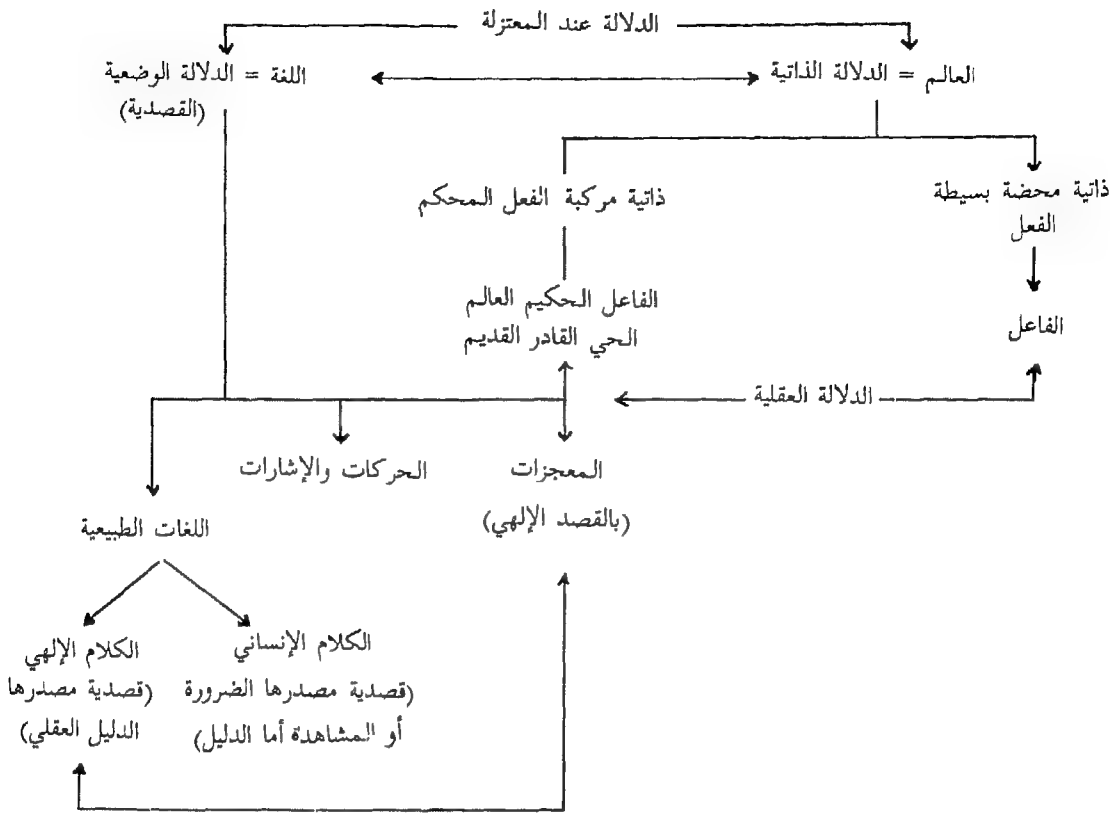 الدلالة عند المعتزلة
العالم = الدلالة الذاتية
اللغة = الدلالة الوضعية
(القصدية)
ذاتية محضة بسيطة
الفعل
ذاتية مركبة الفعل المحكم
الفاعل
الفاعل الحكيم العالم
الحي القادر القديم
الدلالة العقلية
المعجزات
(بالقصد الإلهي)
الحركات والإشارات
اللغات الطبيعية
الكلام الإنساني
(قصدية مصدرها الضرورة
أو المشاهدة أما الدليل)
الكلام الإلهي
(قصدية مصدرها
الدليل العقلي)